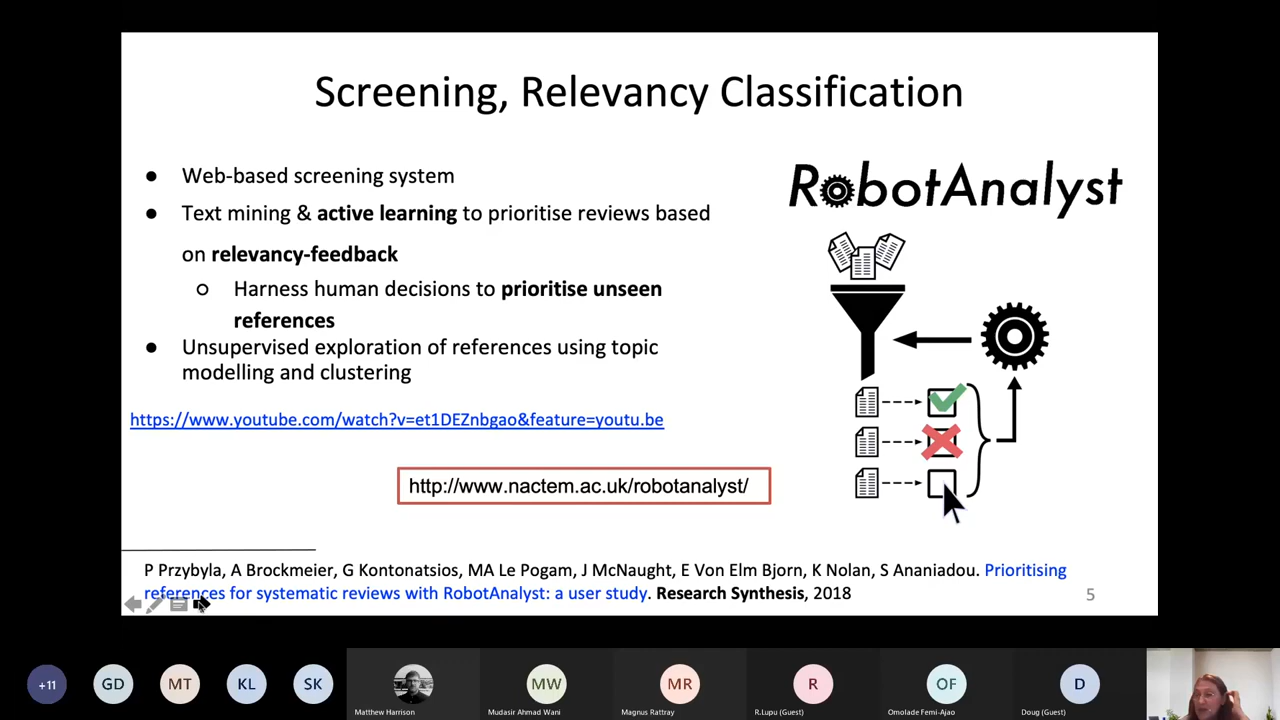 Screening, Relevancy Classification
● Web-based screening system
● Text mining & active learning to prioritise reviews based
on relevancy-feedback
○ Harness human decisions to prioritise unseen
references
● Unsupervised exploration of references using topic
modelling and clustering
https://www.youtube.com/watch?v=et1DEZnbgao&feature=youtu.be
http://www.nactem.ac.uk/robotanalyst/
RobotAnalyst
P Przybyla, A Brockmeier, G Kontonatsios, MA Le Pogam, J McNaught, E Von Elm Bjorn, K Nolan, S Ananiadou. Prioritising
references for systematic reviews with RobotAnalyst: a user study. Research Synthesis, 2018
5
+11
GD
MT
KL
SK
Matthew Harrison
MW
Mudasir Ahmad Wani
MR
Magnus Rattray
R
R.Lupu (Guest)
OF
Omolade Femi-Ajao
D
Doug (Guest)